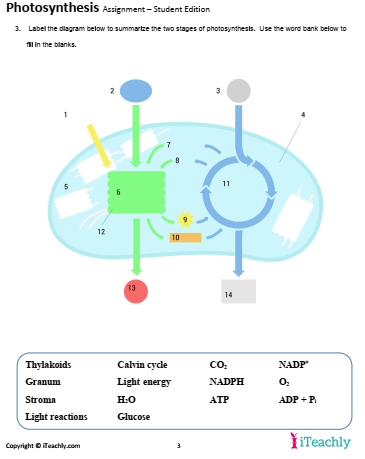 Photosynthesis Assignment – Student Edition
3. Label the diagram below to summarize the two stages of photosynthesis. Use the word bank below to
fill in the blanks.
2
3
1
4
7
8
5
6
11
9
12
10
13
14
Thylakoids Calvin cycle CO₂ NADP⁺
Granum Light energy NADPH O₂
Stroma H₂O ATP ADP + Pᵢ
Light reactions Glucose
Copyright © iTeachly.com 3 iTeachly